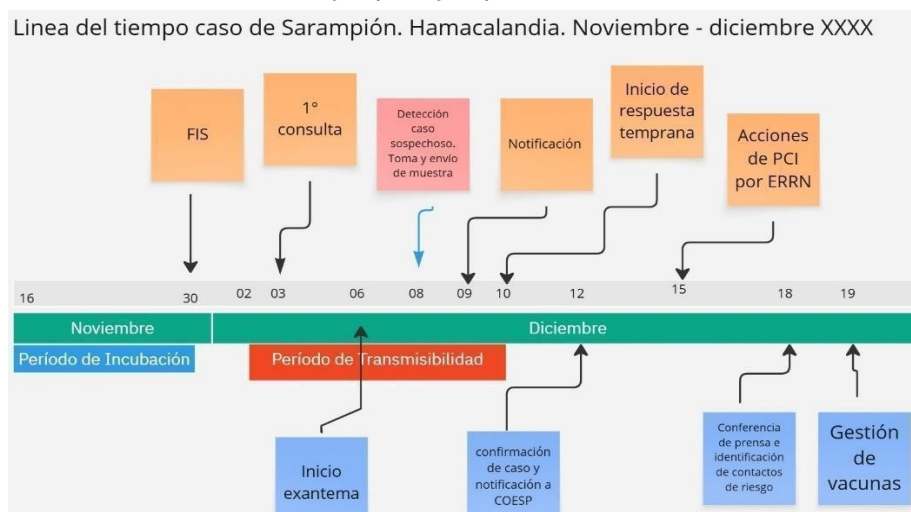 Linea del tiempo caso de Sarampión. Hamacalandia. Noviembre - diciembre XXXX
FIS
1°
consulta
Detección
caso
sospechoso.
Toma y envío
de muestra
Notificación
Inicio de
respuesta
temprana
Acciones
de PCI
por ERRN
16 30 02 03 06 08 09 10 12 15 18 19
Noviembre Diciembre
Período de Incubación Período de Transmisibilidad
Inicio
exantema
confirmación
de caso y
notificación a
COESP
Conferencia
de prensa e
identificación
de contactos
de riesgo
Gestión
de
vacunas